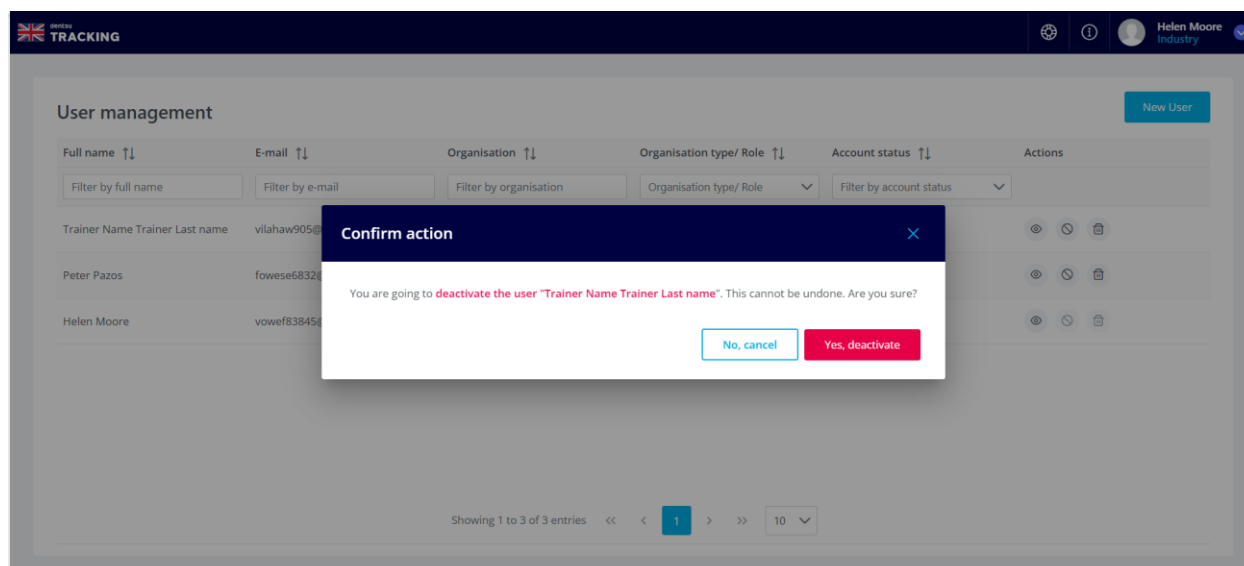 dentsu
TRACKING
Helen Moore
Industry
User management
New User
Full name E-mail Organisation Organisation type/ Role Account status Actions
Filter by full name Filter by e-mail Filter by organisation Organisation type/ Role Filter by account status
Trainer Name Trainer Last name vilahaw905@
Peter Pazos fowese6832@
Helen Moore vowef83845@
Confirm action
You are going to deactivate the user "Trainer Name Trainer Last name". This cannot be undone. Are you sure?
No, cancel Yes, deactivate
Showing 1 to 3 of 3 entries << < 1 > >> 10